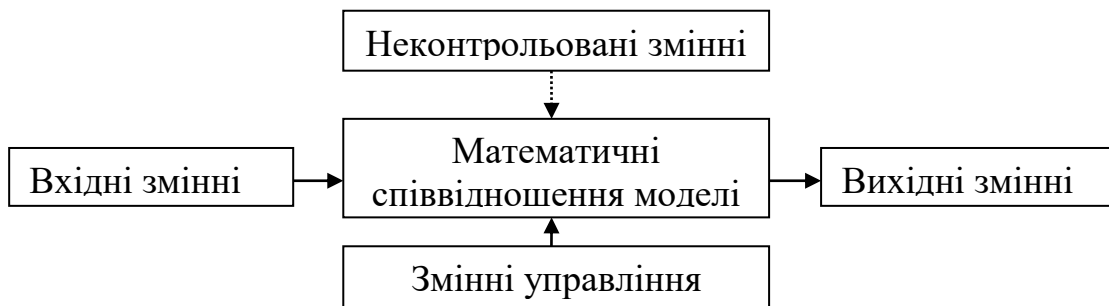 Неконтрольовані змінні
Математичні
співвідношення моделі
Вхідні змінні
Вихідні змінні
Змінні управління